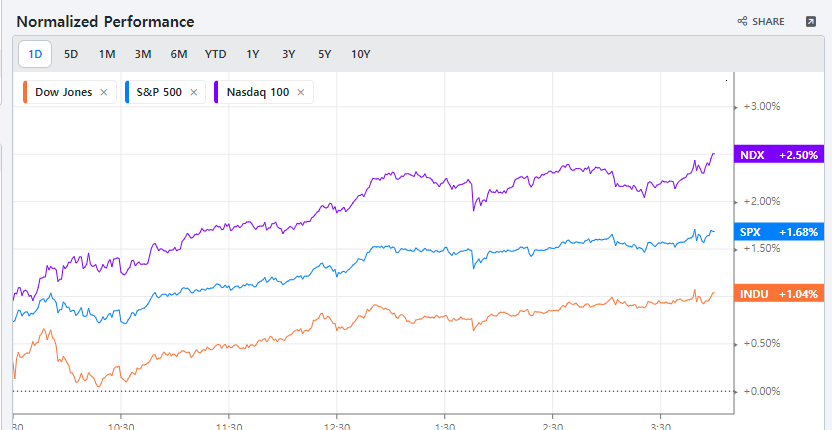 Normalized Performance
SHARE
1D 5D 1M 3M 6M YTD 1Y 3Y 5Y 10Y
Dow Jones × S&P 500 × Nasdaq 100 ×
+3.00%
NDX +2.50%
+2.00%
SPX +1.68%
+1.50%
INDU +1.04%
+0.50%
+0.00%
30 10:30 11:30 12:30 1:30 2:30 3:30